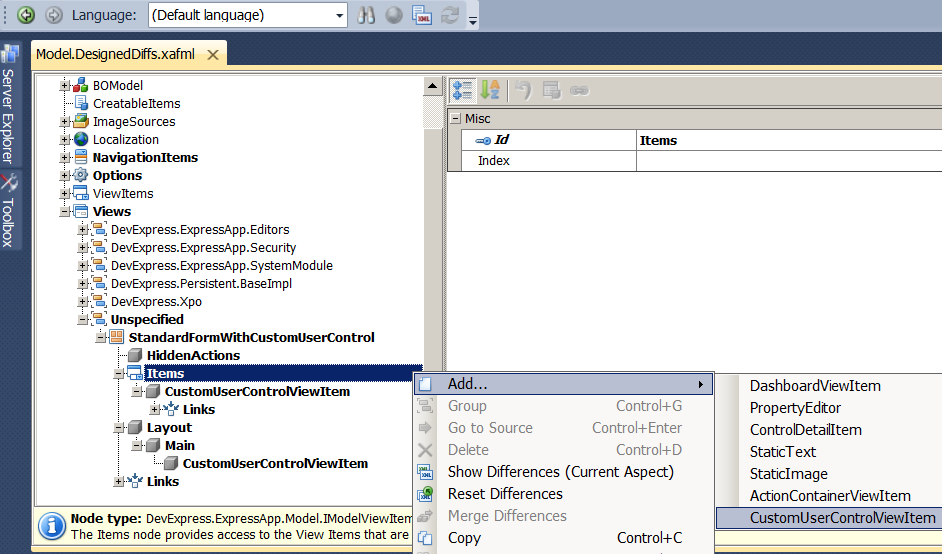 Language: (Default language)
Model.DesignedDiffs.xafml
Server Explorer
Toolbox
BOModel
CreatableItems
ImageSources
Localization
NavigationItems
Options
ViewItems
Views
DevExpress.ExpressApp.Editors
DevExpress.ExpressApp.Security
DevExpress.ExpressApp.SystemModule
DevExpress.Persistent.BaseImpl
DevExpress.Xpo
Unspecified
StandardFormWithCustomUserControl
HiddenActions
Items
CustomUserControlViewItem
Links
Layout
Main
CustomUserControlViewItem
Links
Misc
Id Items
Index
Add...
Group Control+G
Go to Source Control+Enter
Delete Control+D
Show Differences (Current Aspect)
Reset Differences
Merge Differences
Copy Control+C
DashboardViewItem
PropertyEditor
ControlDetailItem
StaticText
StaticImage
ActionContainerViewItem
CustomUserControlViewItem
Node type: DevExpress.ExpressApp.Model.IModelViewItem
The Items node provides access to the View Items that are